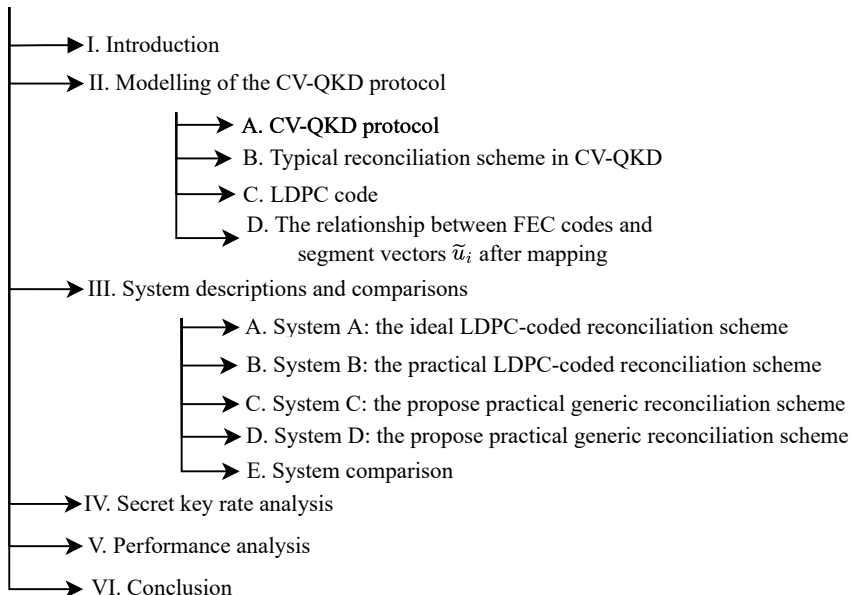 I. Introduction
II. Modelling of the CV-QKD protocol
A. CV-QKD protocol
B. Typical reconciliation scheme in CV-QKD
C. LDPC code
D. The relationship between FEC codes and
segment vectors ũᵢ after mapping
III. System descriptions and comparisons
A. System A: the ideal LDPC-coded reconciliation scheme
B. System B: the practical LDPC-coded reconciliation scheme
C. System C: the propose practical generic reconciliation scheme
D. System D: the propose practical generic reconciliation scheme
E. System comparison
IV. Secret key rate analysis
V. Performance analysis
VI. Conclusion